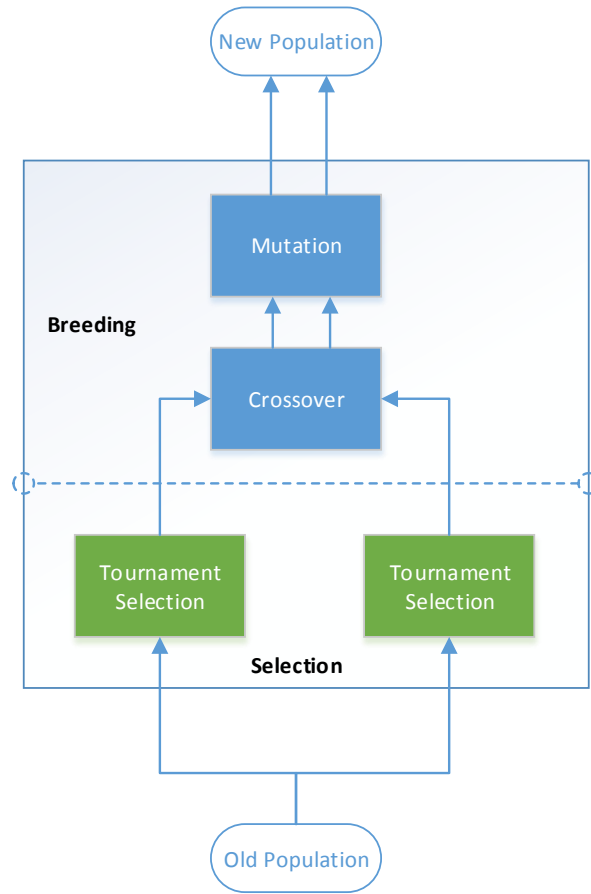 New Population
Mutation
Breeding
Crossover
Tournament
Selection
Tournament
Selection
Selection
Old Population